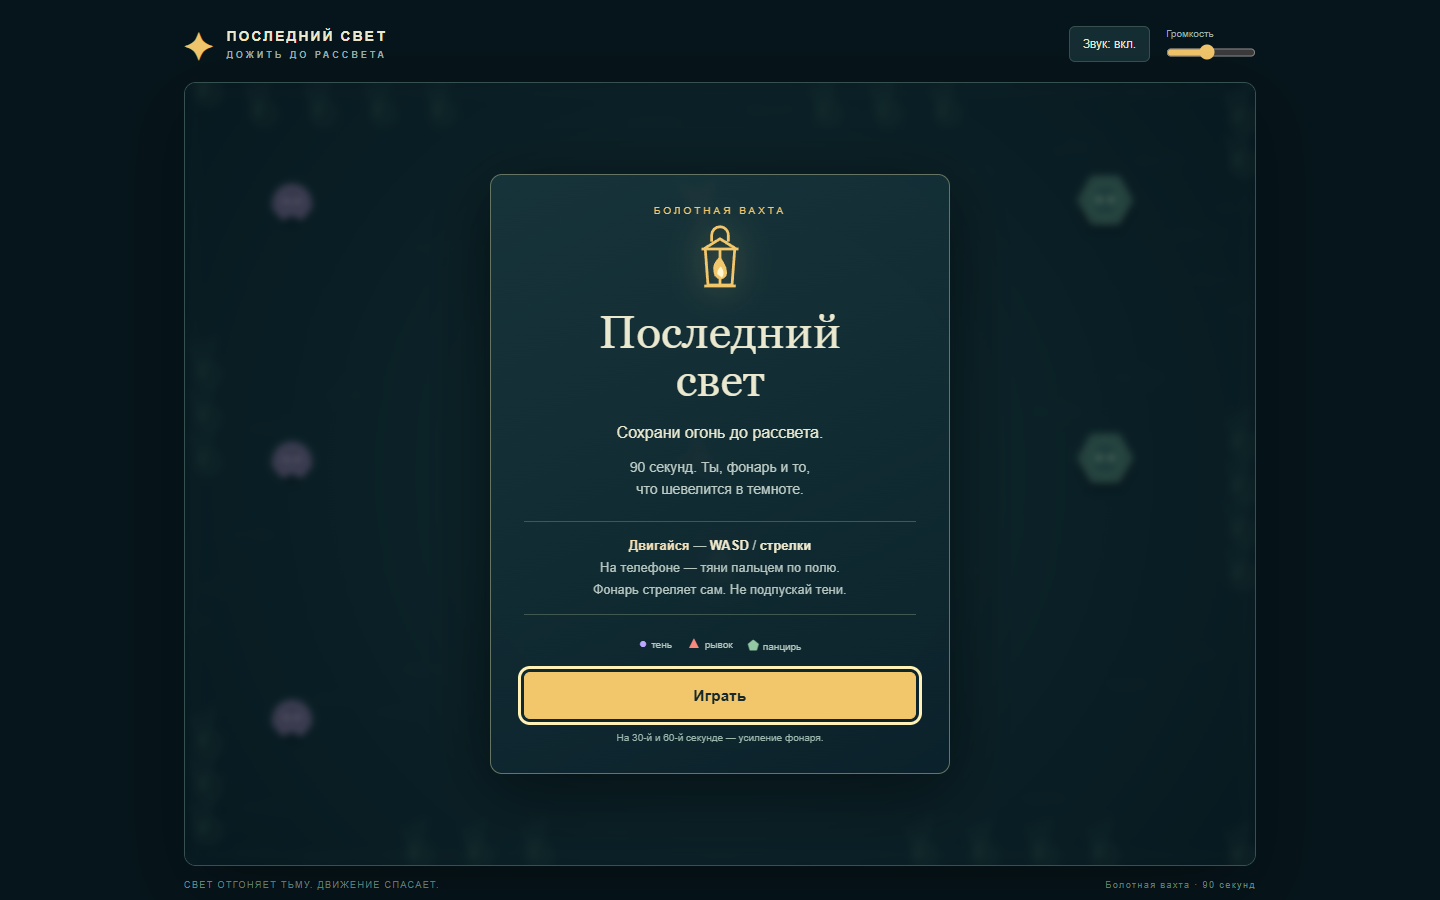 ПОСЛЕДНИЙ СВЕТ
ДОЖИТЬ ДО РАССВЕТА
Звук: вкл.
Громкость
БОЛОТНАЯ ВАХТА
Последний
свет
Сохрани огонь до рассвета.
90 секунд. Ты, фонарь и то,
что шевелится в темноте.
Двигайся — WASD / стрелки
На телефоне — тяни пальцем по полю.
Фонарь стреляет сам. Не подпускай тени.
тень рывок панцирь
Играть
На 30-й и 60-й секунде — усиление фонаря.
СВЕТ ОТГОНЯЕТ ТЬМУ. ДВИЖЕНИЕ СПАСАЕТ.
Болотная вахта · 90 секунд